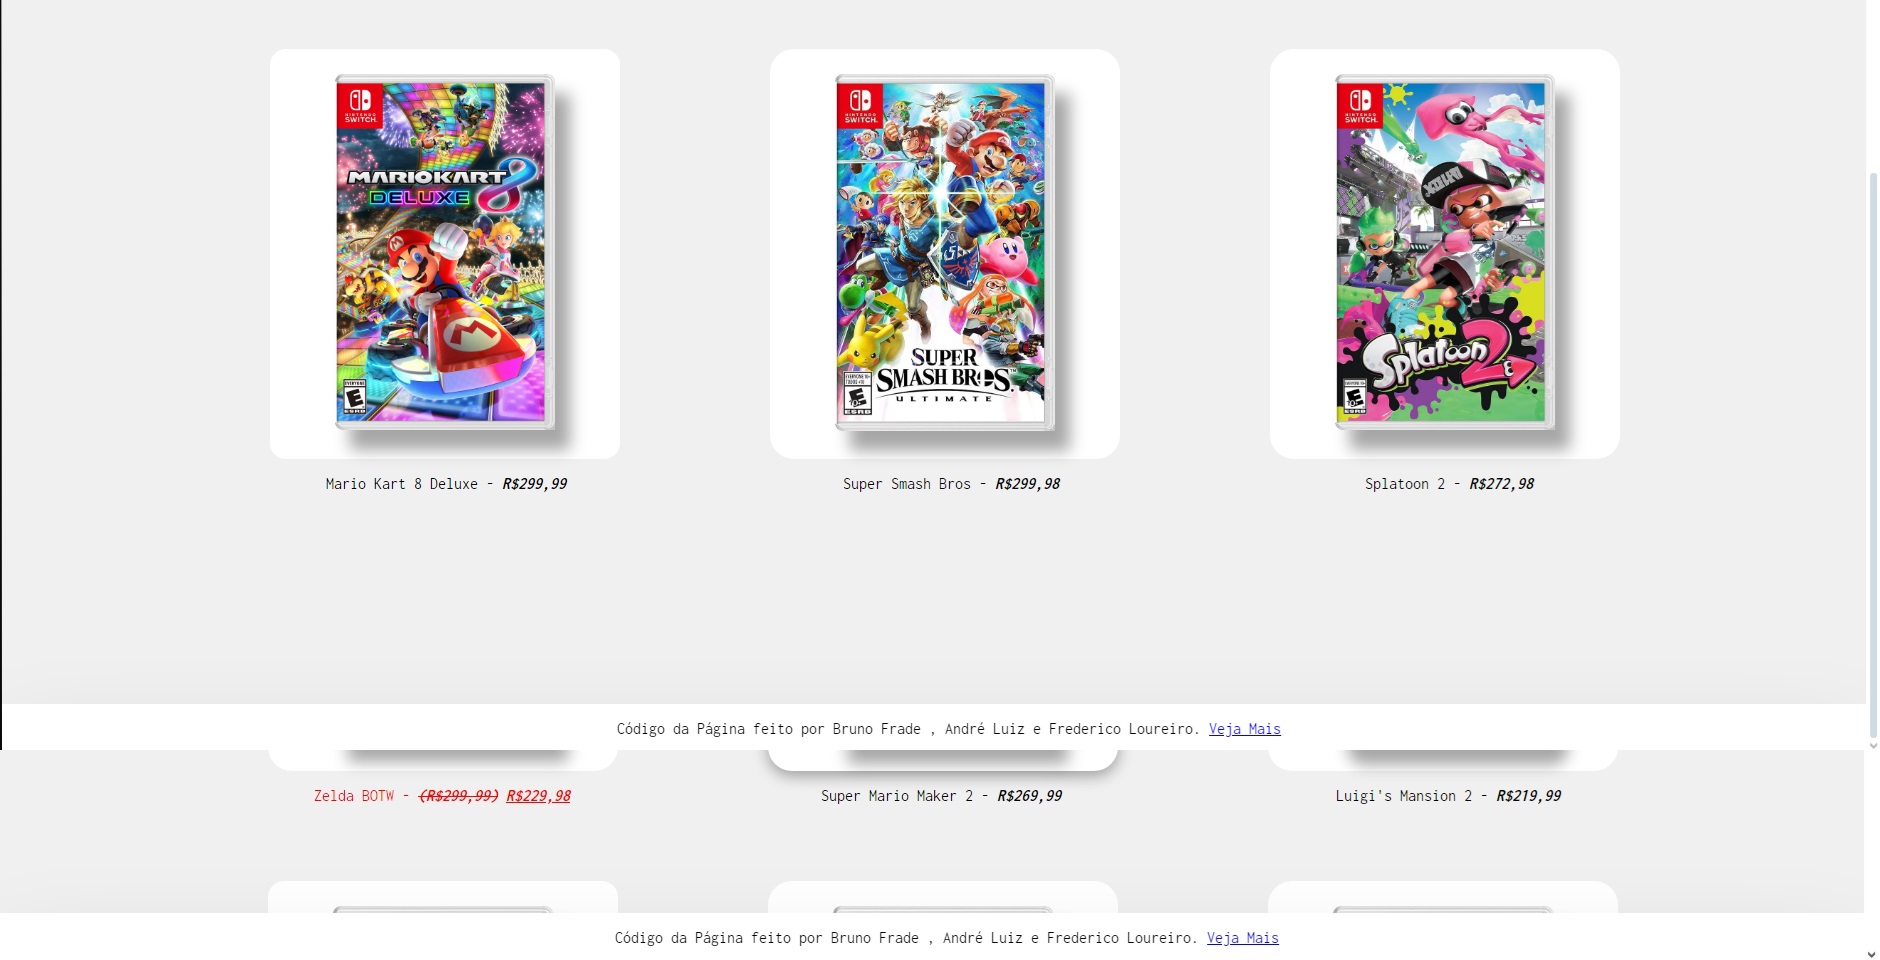 NINTENDO
SWITCH
MARIOKART 8
DELUXE
M
M
EVERYONE
E
ESRB
NINTENDO
SWITCH
SUPER
SMASH BROS.™
ULTIMATE
EVERYONE 10+
E
ESRB
NINTENDO
SWITCH
Splatoon 2
EVERYONE 10+
E
ESRB
Mario Kart 8 Deluxe - R$299,99
Super Smash Bros - R$299,98
Splatoon 2 - R$272,98
Código da Página feito por Bruno Frade , André Luiz e Frederico Loureiro. Veja Mais
Zelda BOTW - (R$299,99) R$229,98
Super Mario Maker 2 - R$269,99
Luigi's Mansion 2 - R$219,99
Código da Página feito por Bruno Frade , André Luiz e Frederico Loureiro. Veja Mais